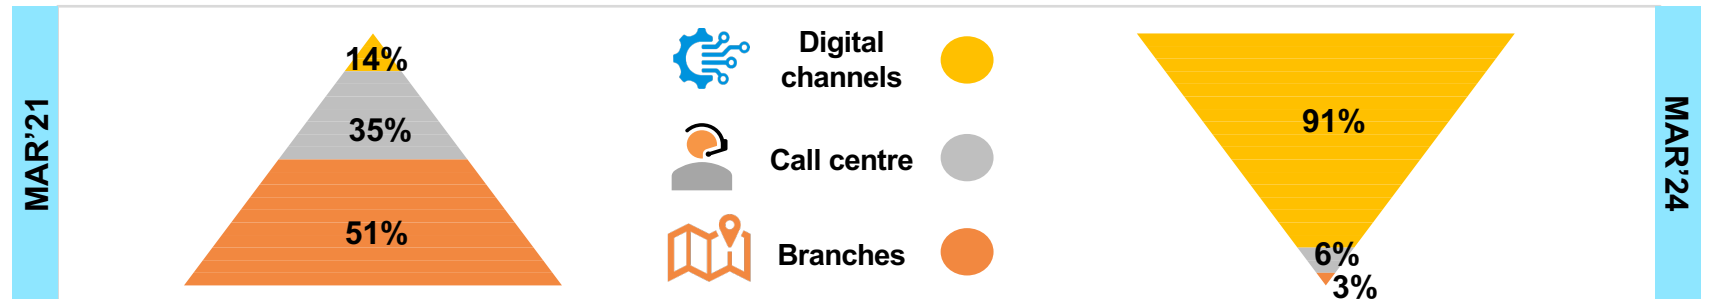 MAR’21
14%
35%
51%
Digital
channels
Call centre
Branches
91%
6%
3%
MAR’24